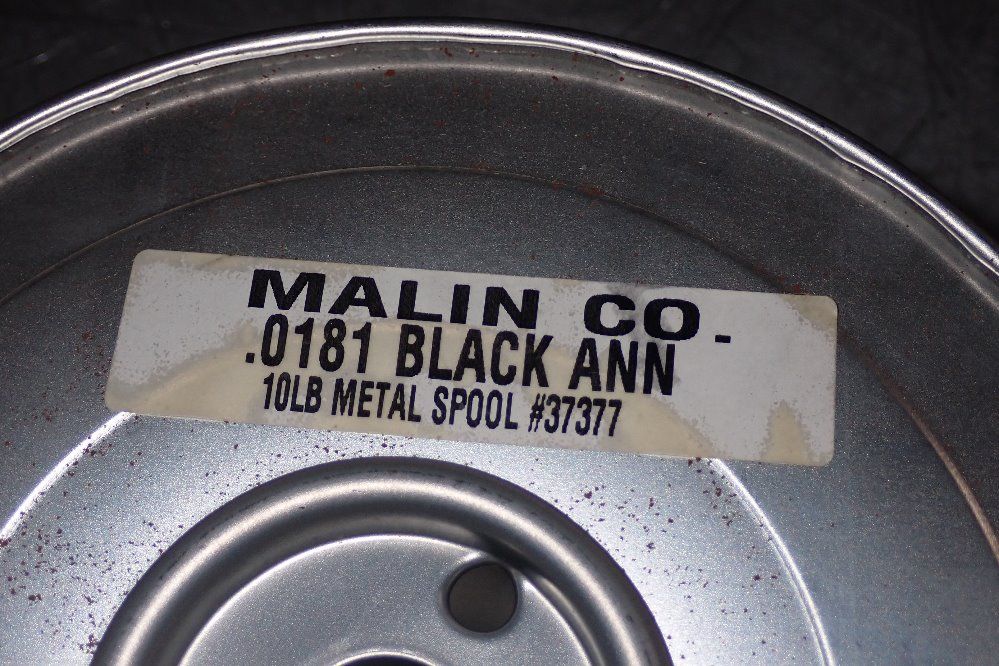 MALIN CO.
.0181 BLACK ANN
10LB METAL SPOOL #37377